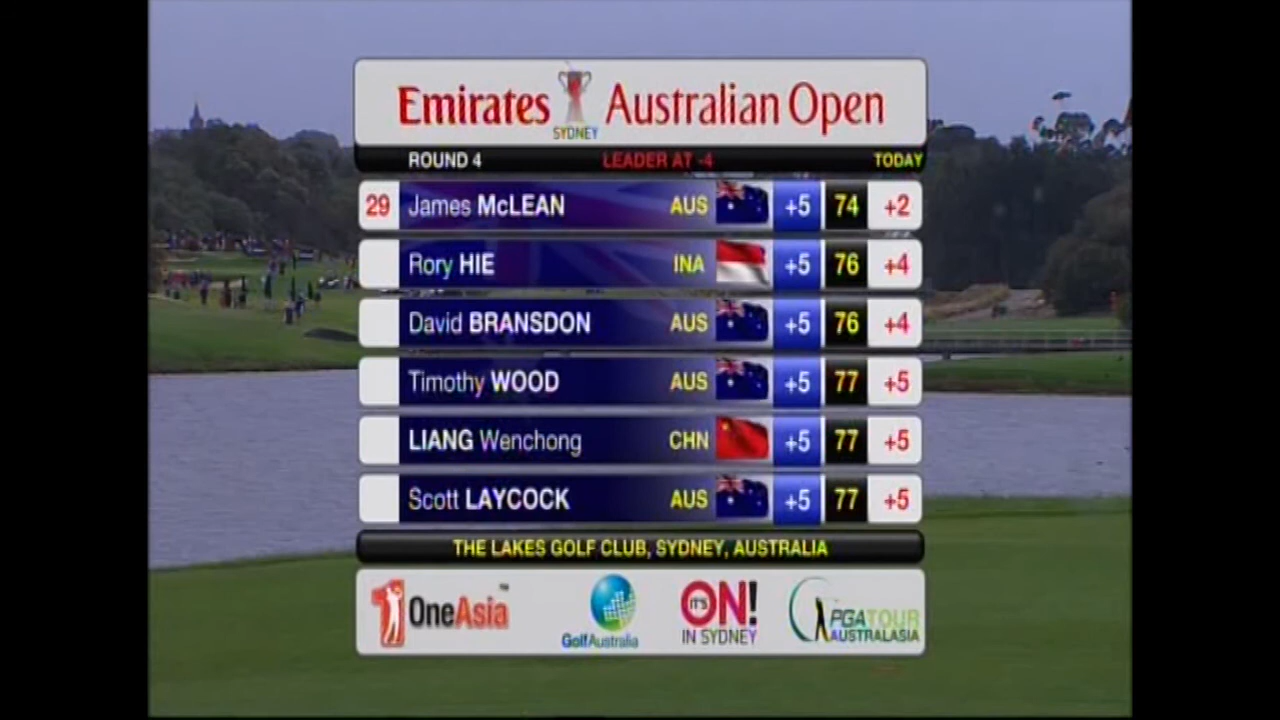 Emirates Australian Open
SYDNEY
ROUND 4 LEADER AT -4 TODAY
29 James McLEAN AUS +5 74 +2
Rory HIE INA +5 76 +4
David BRANSDON AUS +5 76 +4
Timothy WOOD AUS +5 77 +5
LIANG Wenchong CHN +5 77 +5
Scott LAYCOCK AUS +5 77 +5
THE LAKES GOLF CLUB, SYDNEY, AUSTRALIA
1 OneAsia™
Golf Australia
IT'S ON!
IN SYDNEY
PGA TOUR
AUSTRALASIA